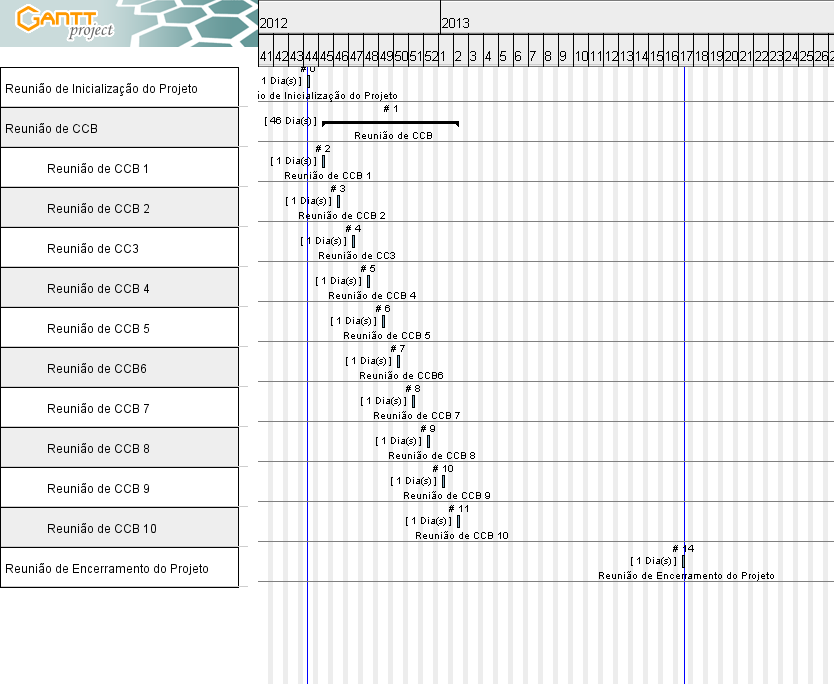 GANTT
project
2012 2013
41 42 43 44 45 46 47 48 49 50 51 52 1 2 3 4 5 6 7 8 9 10 11 12 13 14 15 16 17 18 19 20 21 22 23 24 25 26 2
Reunião de Inicialização do Projeto
# 0
1 Dia(s) ]
io de Inicialização do Projoto
Reunião de CCB
# 1
[ 46 Dia(s) ]
Reunião de CCB
Reunião de CCB 1
# 2
[ 1 Dia(s) ]
Reunião de CCB 1
Reunião de CCB 2
# 3
[ 1 Dia(s) ]
Reunião de CCB 2
Reunião de CC3
# 4
[ 1 Dia(s) ]
Reunião de CC3
Reunião de CCB 4
# 5
[ 1 Dia(s) ]
Reunião de CCB 4
Reunião de CCB 5
# 6
[ 1 Dia(s) ]
Reunião de CCB 5
Reunião de CCB6
# 7
[ 1 Dia(s) ]
Reunião de CCB6
Reunião de CCB 7
# 8
[ 1 Dia(s) ]
Reunião de CCB 7
Reunião de CCB 8
# 9
[ 1 Dia(s) ]
Reunião de CCB 8
Reunião de CCB 9
# 10
[ 1 Dia(s) ]
Reunião de CCB 9
Reunião de CCB 10
# 11
[ 1 Dia(s) ]
Reunião de CCB 10
Reunião de Encerramento do Projeto
# 14
[ 1 Dia(s) ]
Reunião de Encerramento do Projeto